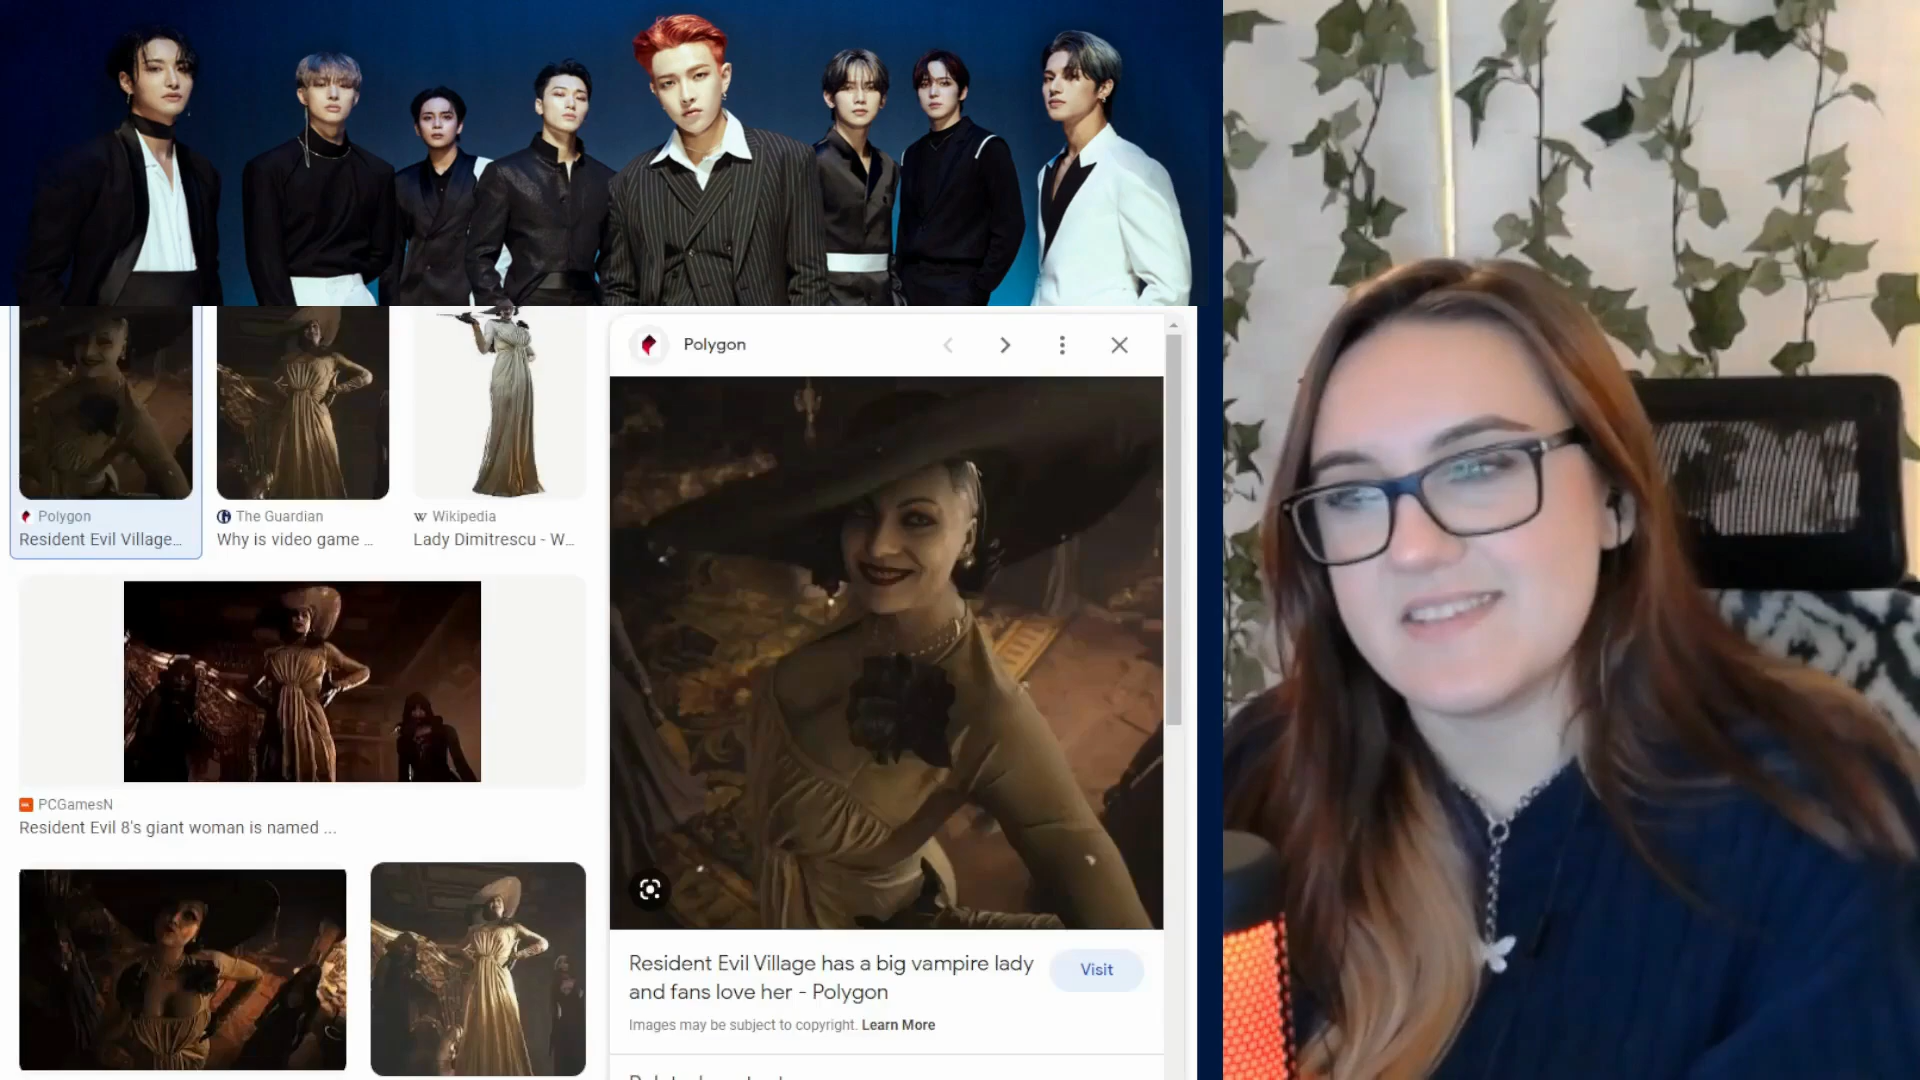 Polygon
Resident Evil Village...
The Guardian
Why is video game ...
W Wikipedia
Lady Dimitrescu - W...
PCGamesN
Resident Evil 8's giant woman is named ...
Polygon
Resident Evil Village has a big vampire lady
and fans love her - Polygon
Visit
Images may be subject to copyright. Learn More